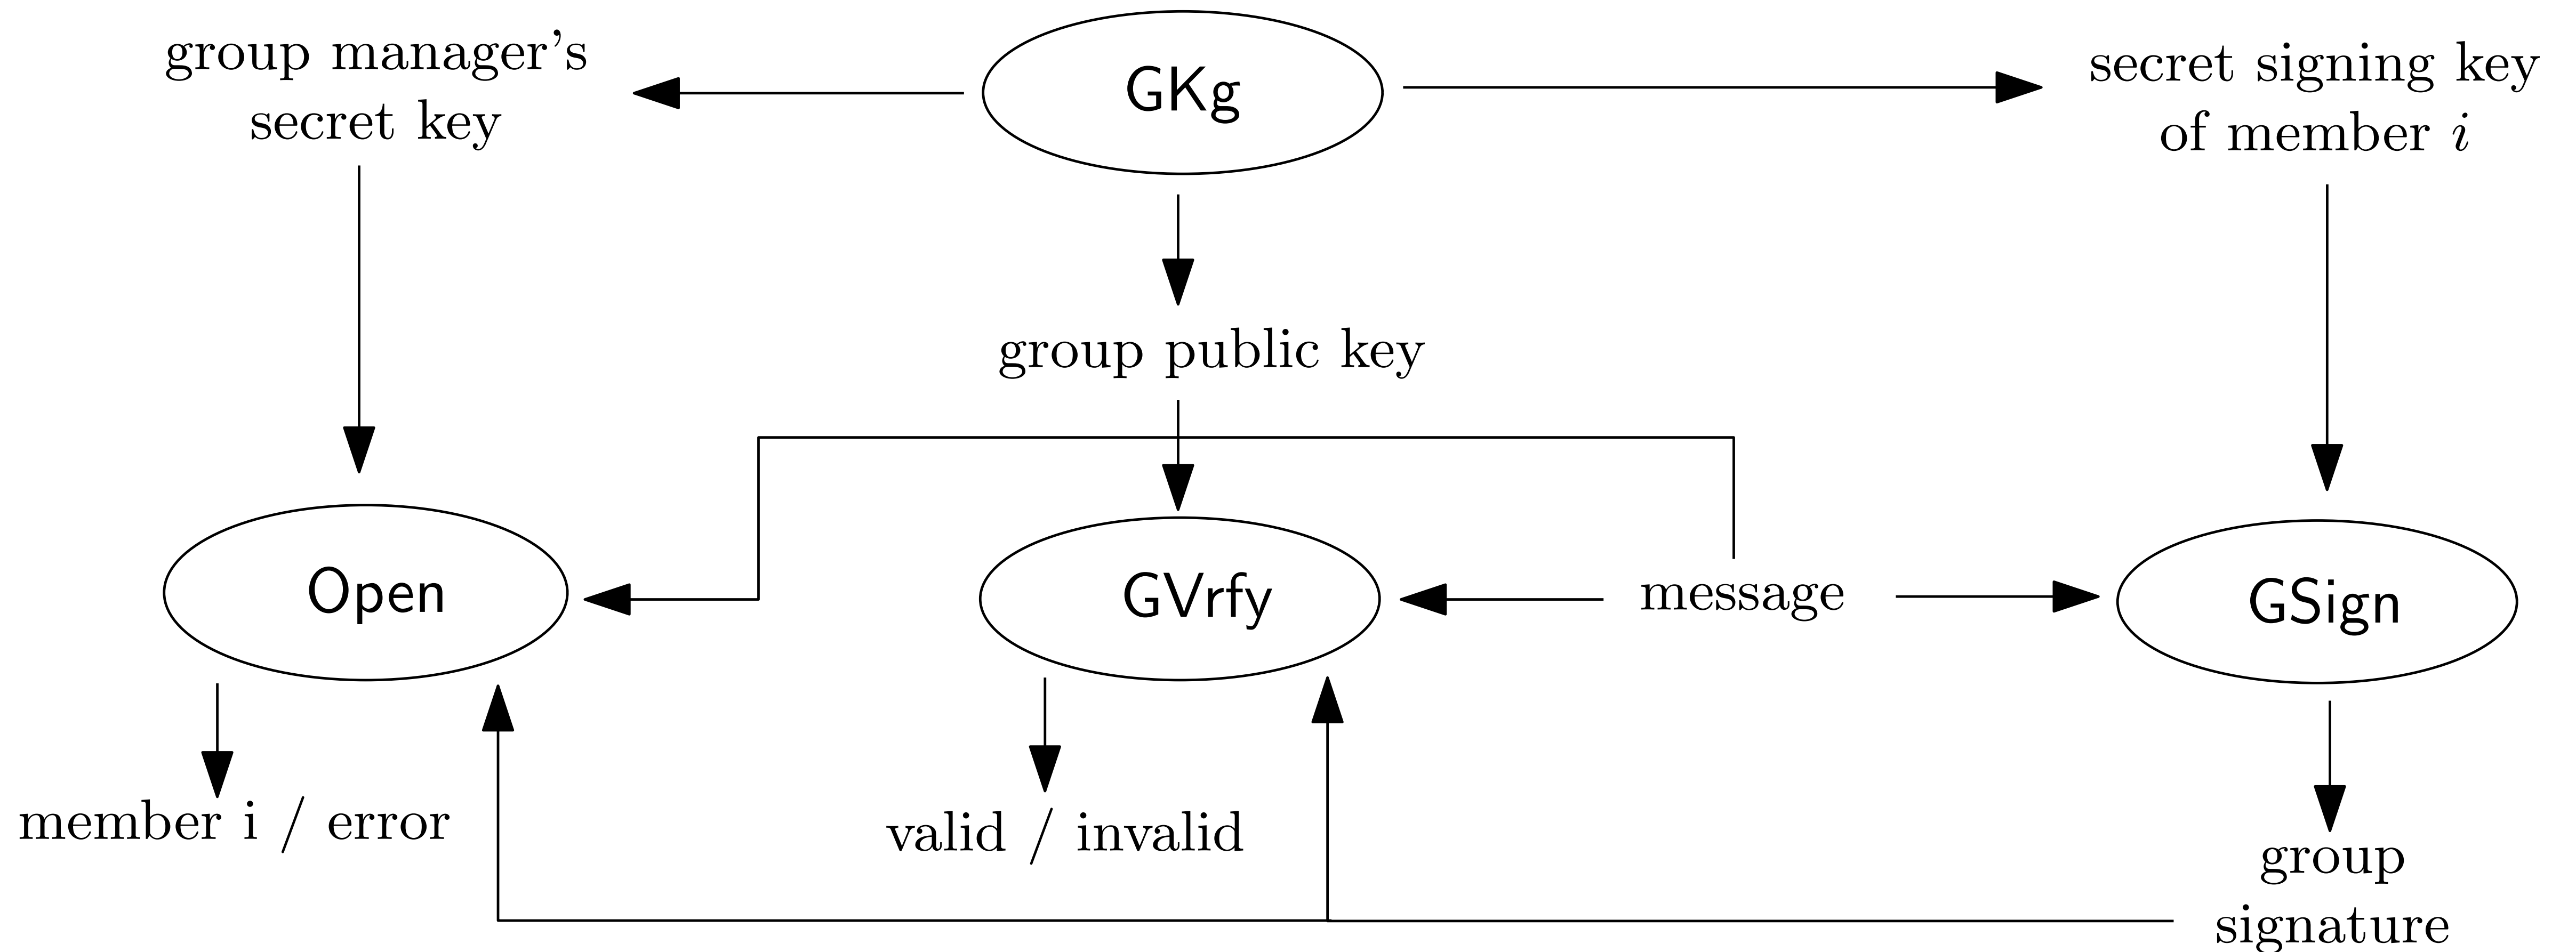 group manager's
secret key
GKg
secret signing key
of member i
group public key
Open
GVrfy
message
GSign
member i / error
valid / invalid
group
signature